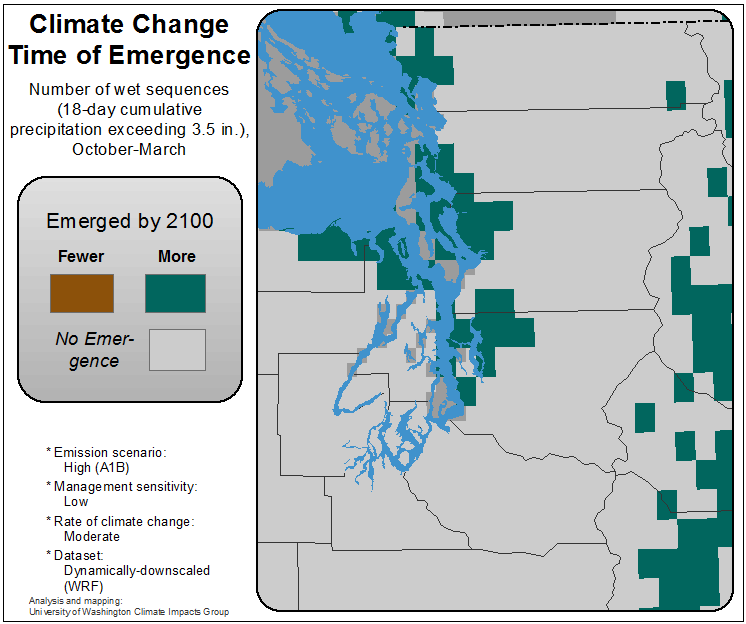 Climate Change
Time of Emergence
Number of wet sequences
(18-day cumulative
precipitation exceeding 3.5 in.),
October-March
Emerged by 2100
Fewer More
No Emer-
gence
* Emission scenario:
High (A1B)
* Management sensitivity:
Low
* Rate of climate change:
Moderate
* Dataset:
Dynamically-downscaled
(WRF)
Analysis and mapping:
University of Washington Climate Impacts Group